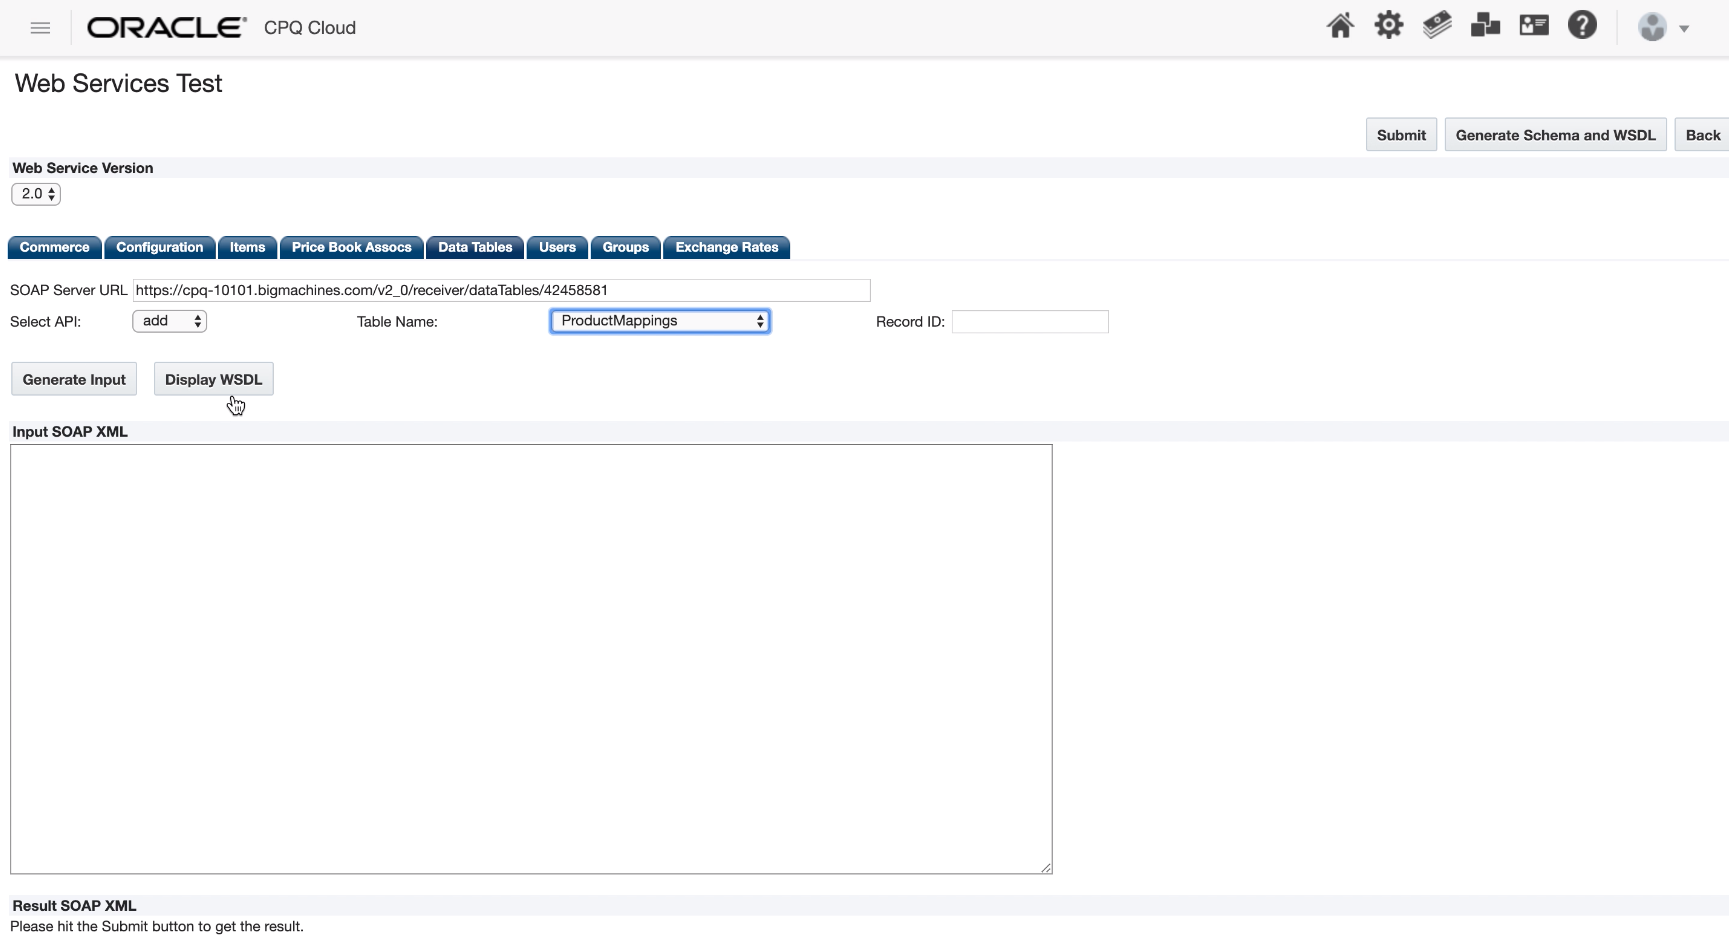 ORACLE CPQ Cloud
Web Services Test
Submit Generate Schema and WSDL Back
Web Service Version
2.0
Commerce Configuration Items Price Book Assocs Data Tables Users Groups Exchange Rates
SOAP Server URL https://cpq-10101.bigmachines.com/v2_0/receiver/dataTables/42458581
Select API: add Table Name: ProductMappings Record ID:
Generate Input Display WSDL
Input SOAP XML
Result SOAP XML
Please hit the Submit button to get the result.